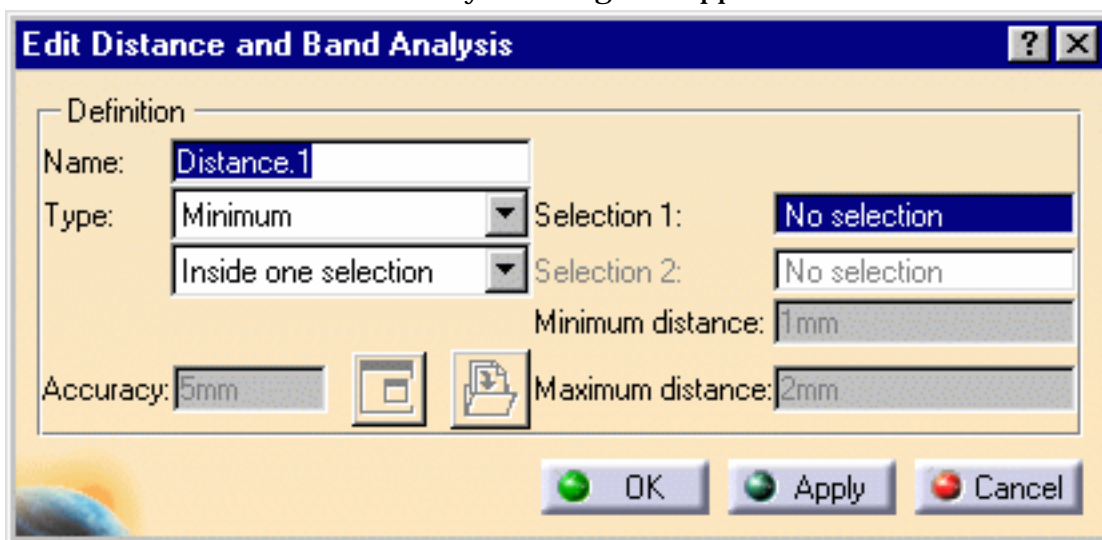 Edit Distance and Band Analysis
Definition
Name: Distance.1
Type: Minimum Selection 1: No selection
Inside one selection Selection 2: No selection
Minimum distance: 1mm
Accuracy: 5mm Maximum distance: 2mm
OK Apply Cancel